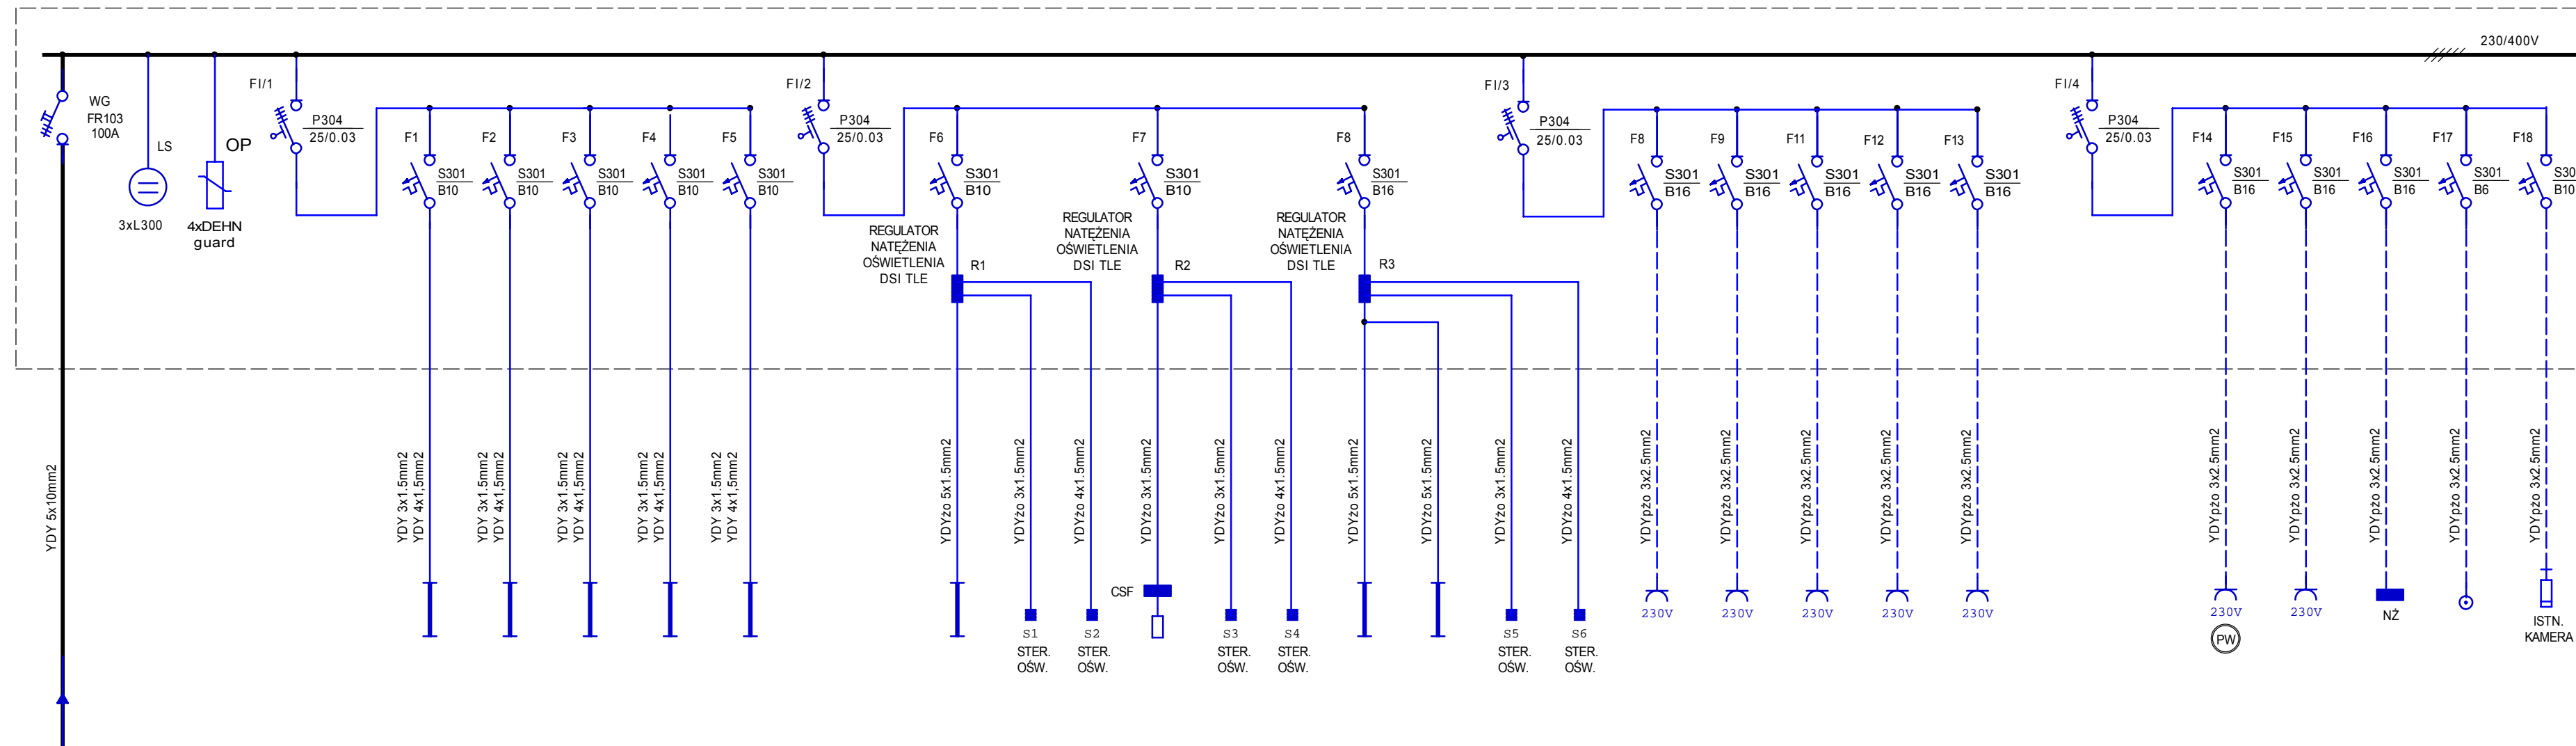 230/400V
WG
FR103
100A
LS
3xL300
OP
4xDEHN
guard
FI/1
P304
25/0.03
F1
S301
B10
F2
S301
B10
F3
S301
B10
F4
S301
B10
F5
S301
B10
FI/2
P304
25/0.03
F6
S301
B10
REGULATOR
NATĘŻENIA
OŚWIETLENIA
DSI TLE
R1
F7
S301
B10
REGULATOR
NATĘŻENIA
OŚWIETLENIA
DSI TLE
R2
F8
S301
B16
REGULATOR
NATĘŻENIA
OŚWIETLENIA
DSI TLE
R3
FI/3
P304
25/0.03
F8
S301
B16
F9
S301
B16
F11
S301
B16
F12
S301
B16
F13
S301
B16
FI/4
P304
25/0.03
F14
S301
B16
F15
S301
B16
F16
S301
B16
F17
S301
B6
F18
B10
YDY 5x10mm2
YDY 3x1.5mm2
YDY 4x1,5mm2
YDY 3x1.5mm2
YDY 4x1,5mm2
YDY 3x1.5mm2
YDY 4x1,5mm2
YDY 3x1.5mm2
YDY 4x1,5mm2
YDY 3x1.5mm2
YDY 4x1,5mm2
YDYżo 5x1.5mm2
YDYżo 3x1.5mm2
YDYżo 4x1.5mm2
YDYżo 3x1.5mm2
YDYżo 3x1.5mm2
YDYżo 4x1.5mm2
YDYżo 5x1.5mm2
YDYżo 5x1.5mm2
YDYżo 3x1.5mm2
YDYżo 4x1.5mm2
YDYpżo 3x2.5mm2
YDYpżo 3x2.5mm2
YDYpżo 3x2.5mm2
YDYpżo 3x2.5mm2
YDYpżo 3x2.5mm2
YDYpżo 3x2.5mm2
YDYpżo 3x2.5mm2
YDYpżo 3x2.5mm2
YDYpżo 3x2.5mm2
YDYpżo 3x2.5mm2
S1
STER.
OŚW.
S2
STER.
OŚW.
CSF
S3
STER.
OŚW.
S4
STER.
OŚW.
S5
STER.
OŚW.
S6
STER.
OŚW.
230V
230V
230V
230V
230V
230V
PW
230V
NŻ
ISTN.
KAMERA